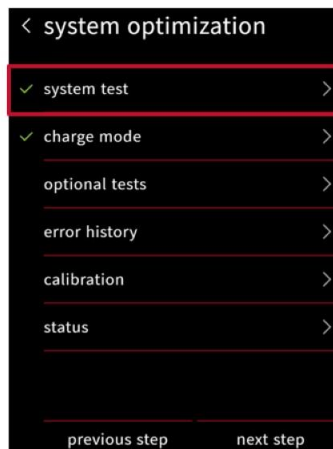 system optimization
system test
charge mode
optional tests
error history
calibration
status
previous step next step